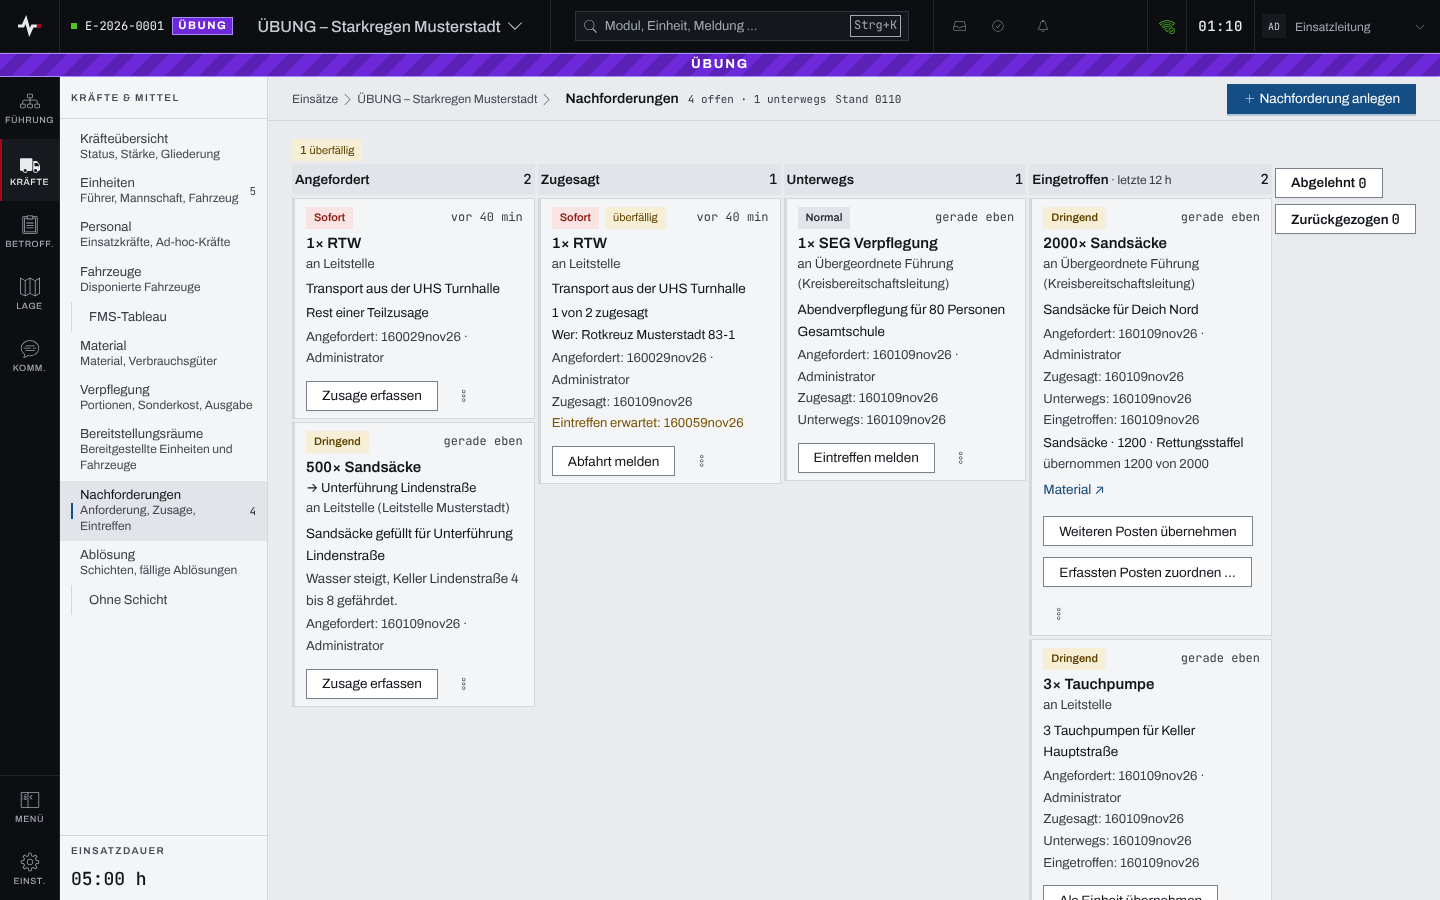 E-2026-0001 ÜBUNG
ÜBUNG – Starkregen Musterstadt
Modul, Einheit, Meldung ... Strg+K
01:10
AD Einsatzleitung
ÜBUNG
FÜHRUNG
KRÄFTE
BETROFF.
LAGE
KOMM.
MENÜ
EINST.
KRÄFTE & MITTEL
Kräfteübersicht
Status, Stärke, Gliederung
Einheiten
Führer, Mannschaft, Fahrzeug 5
Personal
Einsatzkräfte, Ad-hoc-Kräfte
Fahrzeuge
Disponierte Fahrzeuge
FMS-Tableau
Material
Material, Verbrauchsgüter
Verpflegung
Portionen, Sonderkost, Ausgabe
Bereitstellungsräume
Bereitgestellte Einheiten und
Fahrzeuge
Nachforderungen
Anforderung, Zusage, 4
Eintreffen
Ablösung
Schichten, fällige Ablösungen
Ohne Schicht
EINSATZDAUER
05:00 h
Einsätze ÜBUNG – Starkregen Musterstadt Nachforderungen 4 offen · 1 unterwegs Stand 0110
+ Nachforderung anlegen
1 überfällig
Angefordert 2
Sofort vor 40 min
1× RTW
an Leitstelle
Transport aus der UHS Turnhalle
Rest einer Teilzusage
Angefordert: 160029nov26 ·
Administrator
Zusage erfassen
Dringend gerade eben
500× Sandsäcke
→ Unterführung Lindenstraße
an Leitstelle (Leitstelle Musterstadt)
Sandsäcke gefüllt für Unterführung
Lindenstraße
Wasser steigt, Keller Lindenstraße 4
bis 8 gefährdet.
Angefordert: 160109nov26 ·
Administrator
Zusage erfassen
Zugesagt 1
Sofort überfällig vor 40 min
1× RTW
an Leitstelle
Transport aus der UHS Turnhalle
1 von 2 zugesagt
Wer: Rotkreuz Musterstadt 83-1
Angefordert: 160029nov26 ·
Administrator
Zugesagt: 160109nov26
Eintreffen erwartet: 160059nov26
Abfahrt melden
Unterwegs 1
Normal gerade eben
1× SEG Verpflegung
an Übergeordnete Führung
(Kreisbereitschaftsleitung)
Abendverpflegung für 80 Personen
Gesamtschule
Angefordert: 160109nov26 ·
Administrator
Zugesagt: 160109nov26
Unterwegs: 160109nov26
Eintreffen melden
Eingetroffen · letzte 12 h 2
Dringend gerade eben
2000× Sandsäcke
an Übergeordnete Führung
(Kreisbereitschaftsleitung)
Sandsäcke für Deich Nord
Angefordert: 160109nov26 ·
Administrator
Zugesagt: 160109nov26
Unterwegs: 160109nov26
Eingetroffen: 160109nov26
Sandsäcke · 1200 · Rettungsstaffel
übernommen 1200 von 2000
Material ↗
Weiteren Posten übernehmen
Erfassten Posten zuordnen ...
Dringend gerade eben
3× Tauchpumpe
an Leitstelle
3 Tauchpumpen für Keller
Hauptstraße
Angefordert: 160109nov26 ·
Administrator
Zugesagt: 160109nov26
Unterwegs: 160109nov26
Eingetroffen: 160109nov26
Als Einheit übernehmen
Abgelehnt 0
Zurückgezogen 0